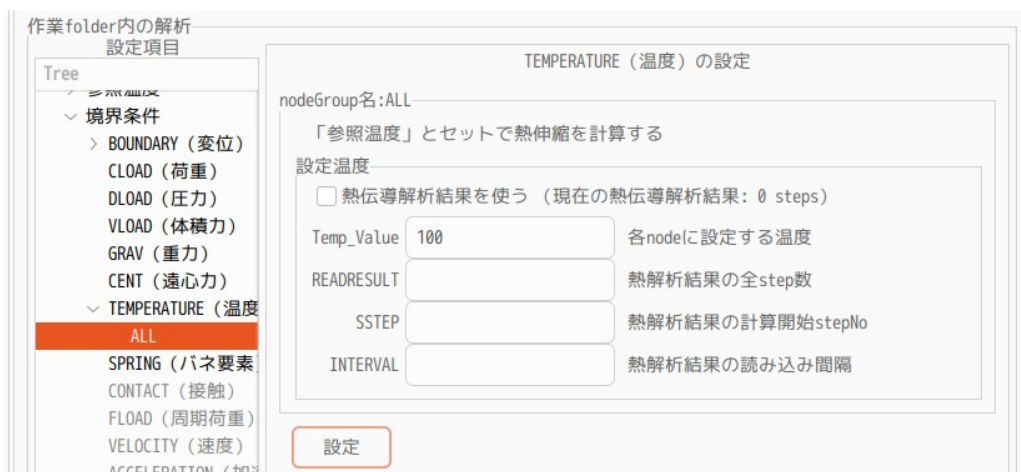 作業folder内の解析
設定項目
Tree
参照温度
境界条件
BOUNDARY (変位)
CLOAD (荷重)
DLOAD (圧力)
VLOAD (体積力)
GRAV (重力)
CENT (遠心力)
TEMPERATURE (温度
ALL
SPRING (バネ要素
CONTACT (接触)
FLOAD (周期荷重)
VELOCITY (速度)
ACCELERATION (加速
TEMPERATURE (温度) の設定
nodeGroup名:ALL
「参照温度」とセットで熱伸縮を計算する
設定温度
熱伝導解析結果を使う (現在の熱伝導解析結果: 0 steps)
Temp_Value 100 各nodeに設定する温度
READRESULT 熱解析結果の全step数
SSTEP 熱解析結果の計算開始stepNo
INTERVAL 熱解析結果の読み込み間隔
設定